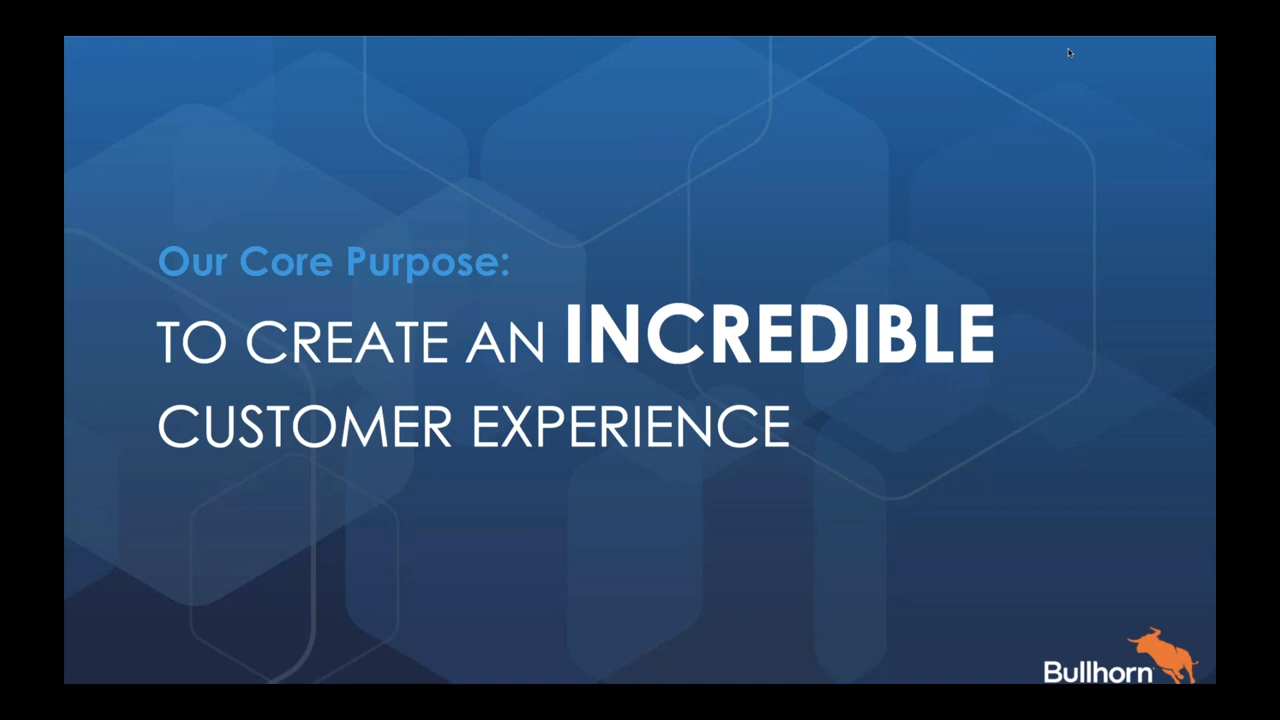 Our Core Purpose:
TO CREATE AN INCREDIBLE
CUSTOMER EXPERIENCE
Bullhorn